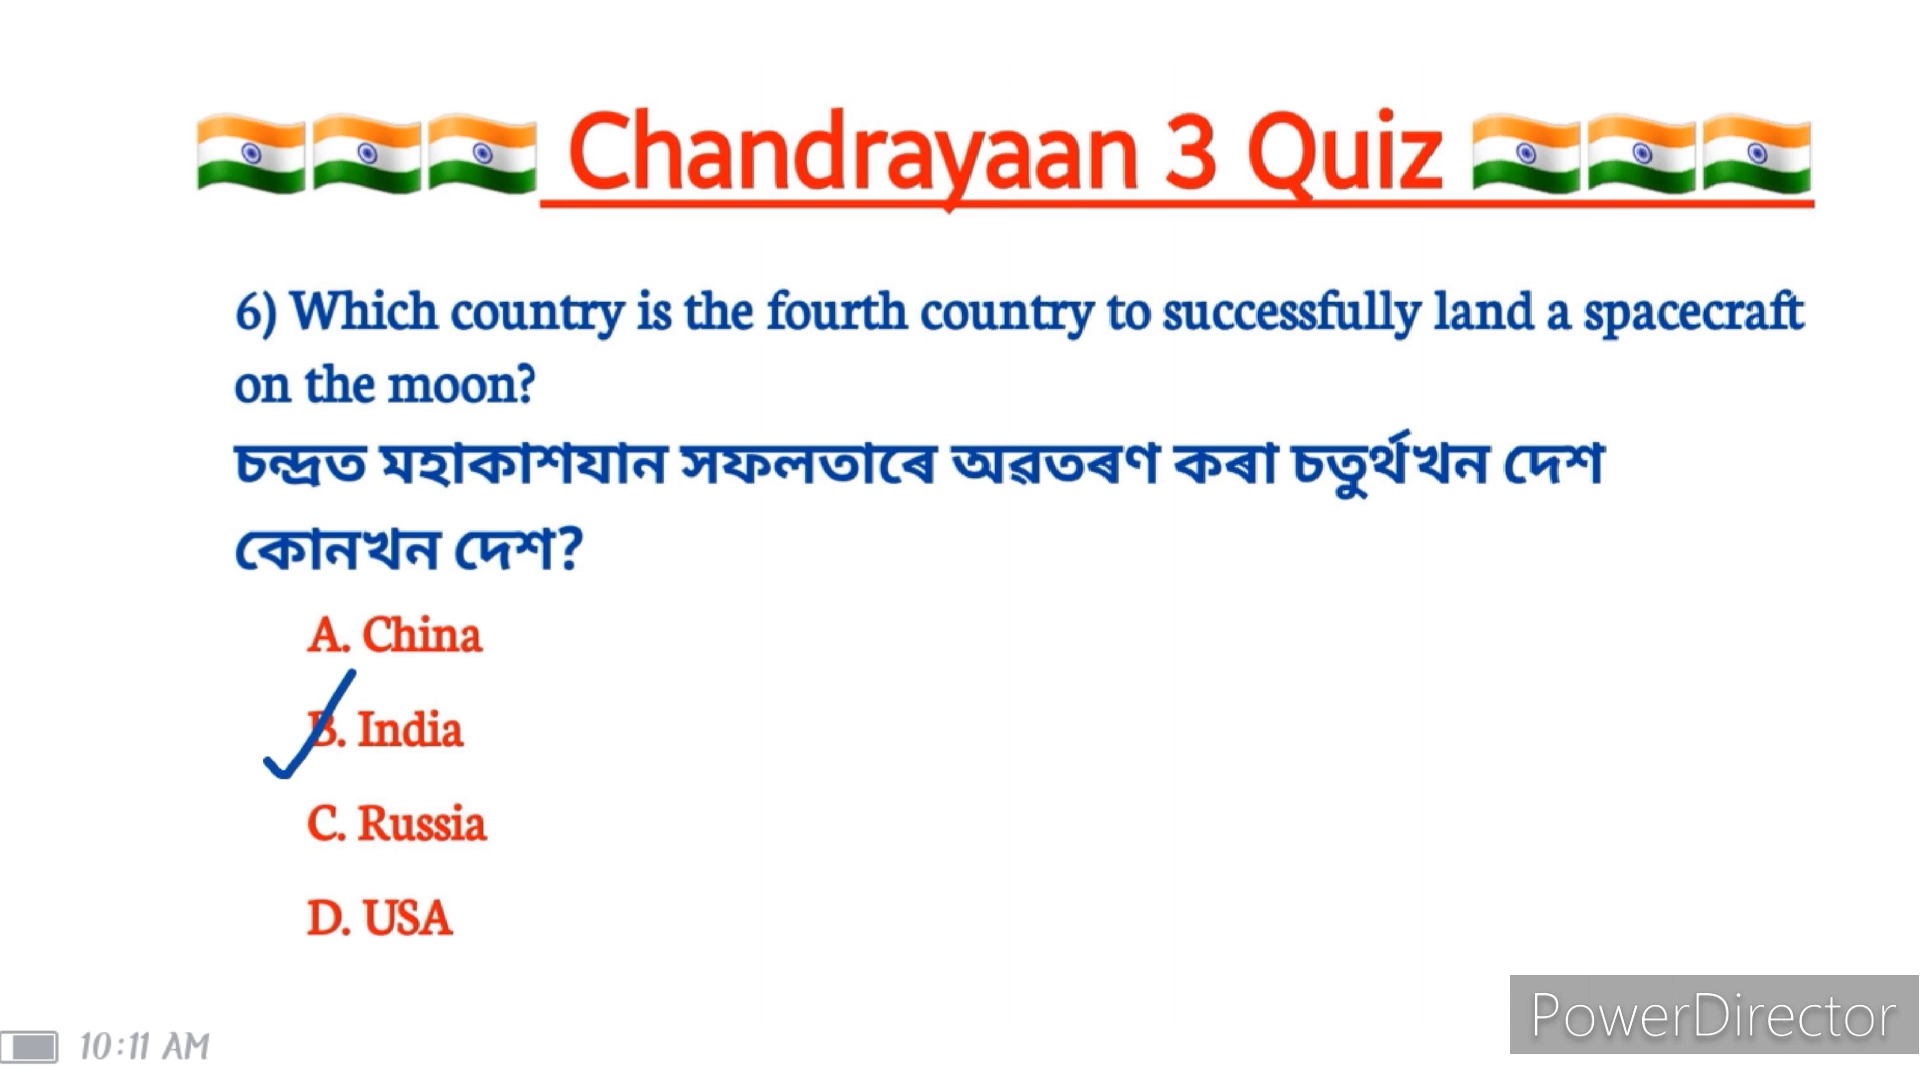 Chandrayaan 3 Quiz
6) Which country is the fourth country to successfully land a spacecraft
on the moon?
চন্দ্ৰত মহাকাশযান সফলতাৰে অৱতৰণ কৰা চতুৰ্থখন দেশ
কোনখন দেশ?
A. China
B. India
C. Russia
D. USA
10:11 AM
PowerDirector